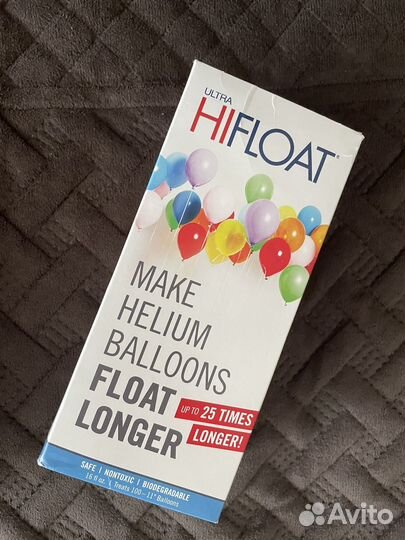 ULTRA
HIFLOAT®
MAKE
HELIUM
BALLOONS
FLOAT
LONGER
UP TO 25 TIMES
LONGER!
SAFE | NONTOXIC | BIODEGRADABLE
16 fl oz. | Treats 100 – 11" Balloons
Avito